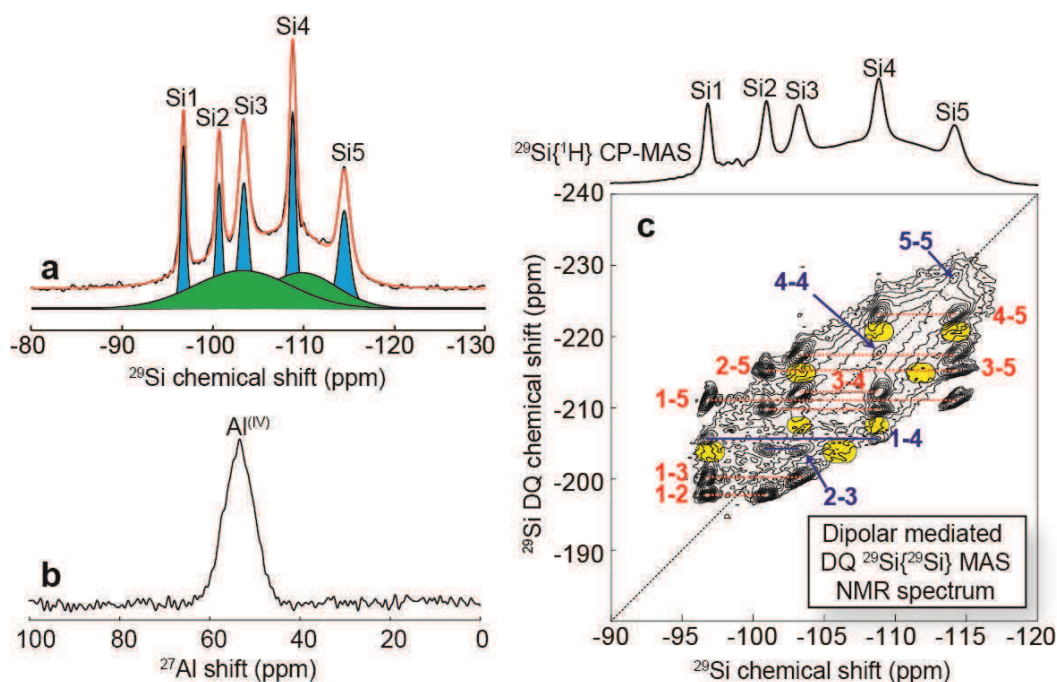 Si4
Si1
Si2
Si3
Si5
a
-80 -90 -100 -110 -120 -130
²⁹Si chemical shift (ppm)
Al⁽ᴵⱽ⁾
b
100 80 60 40 20 0
²⁷Al shift (ppm)
Si1 Si2 Si3 Si4 Si5
²⁹Si{¹H} CP-MAS
-240
-230
-220
-210
-200
-190
²⁹Si DQ chemical shift (ppm)
c
5-5
4-4
4-5
2-5
3-4
3-5
1-5
1-4
1-3
2-3
1-2
Dipolar mediated
DQ ²⁹Si{²⁹Si} MAS
NMR spectrum
-90 -95 -100 -105 -110 -115 -120
²⁹Si chemical shift (ppm)